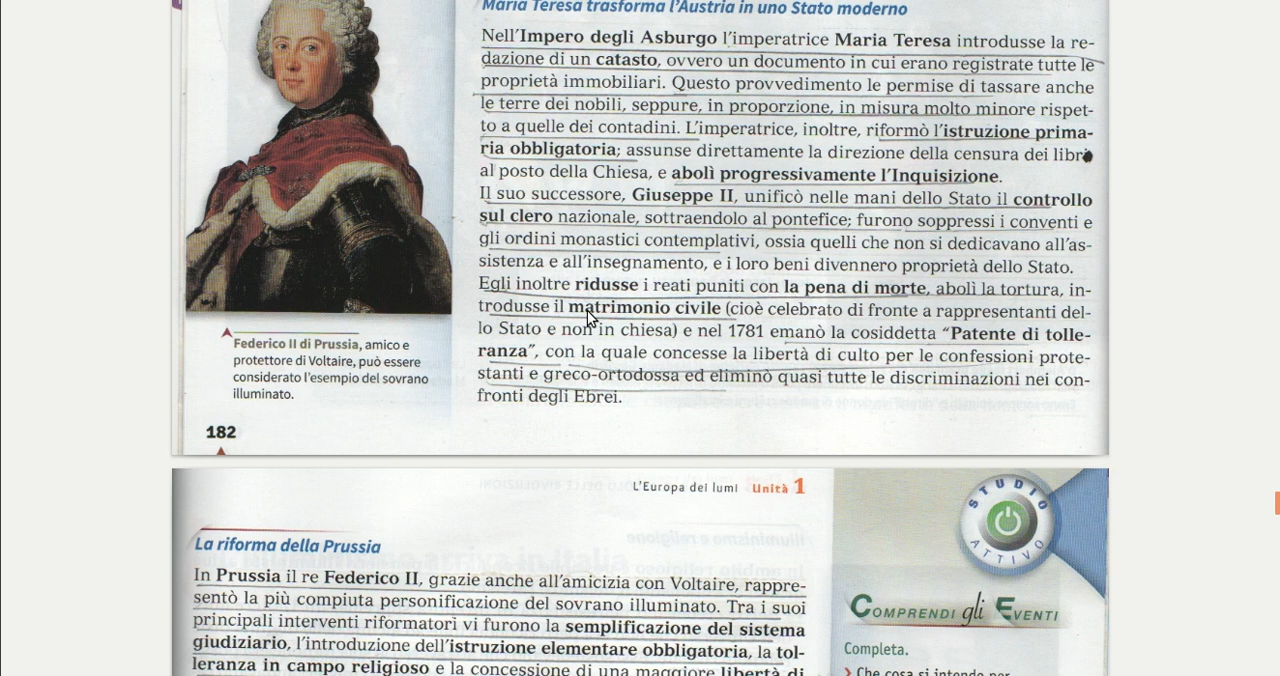 Maria Teresa trasforma l'Austria in uno Stato moderno
Nell'Impero degli Asburgo l'imperatrice Maria Teresa introdusse la re-
dazione di un catasto, ovvero un documento in cui erano registrate tutte le
proprietà immobiliari. Questo provvedimento le permise di tassare anche
le terre dei nobili, seppure, in proporzione, in misura molto minore rispet-
to a quelle dei contadini. L'imperatrice, inoltre, riformò l'istruzione prima-
ria obbligatoria; assunse direttamente la direzione della censura dei libri
al posto della Chiesa, e abolì progressivamente l'Inquisizione.
Il suo successore, Giuseppe II, unificò nelle mani dello Stato il controllo
sul clero nazionale, sottraendolo al pontefice; furono soppressi i conventi e
gli ordini monastici contemplativi, ossia quelli che non si dedicavano all'as-
sistenza e all'insegnamento, e i loro beni divennero proprietà dello Stato.
Egli inoltre ridusse i reati puniti con la pena di morte, abolì la tortura, in-
trodusse il matrimonio civile (cioè celebrato di fronte a rappresentanti del-
lo Stato e non in chiesa) e nel 1781 emanò la cosiddetta “Patente di tolle-
ranza”, con la quale concesse la libertà di culto per le confessioni prote-
stanti e greco-ortodossa ed eliminò quasi tutte le discriminazioni nei con-
fronti degli Ebrei.
Federico II di Prussia, amico e
protettore di Voltaire, può essere
considerato l'esempio del sovrano
illuminato.
182
L'Europa dei lumi Unità 1
La riforma della Prussia
In Prussia il re Federico II, grazie anche all'amicizia con Voltaire, rappre-
sentò la più compiuta personificazione del sovrano illuminato. Tra i suoi
principali interventi riformatori vi furono la semplificazione del sistema
giudiziario, l'introduzione dell'istruzione elementare obbligatoria, la tol-
leranza in campo religioso e la concessione di una maggiore libertà di
STUDIO
ATTIVO
COMPRENDI gli EVENTI
Completa.
Che cosa si intende per